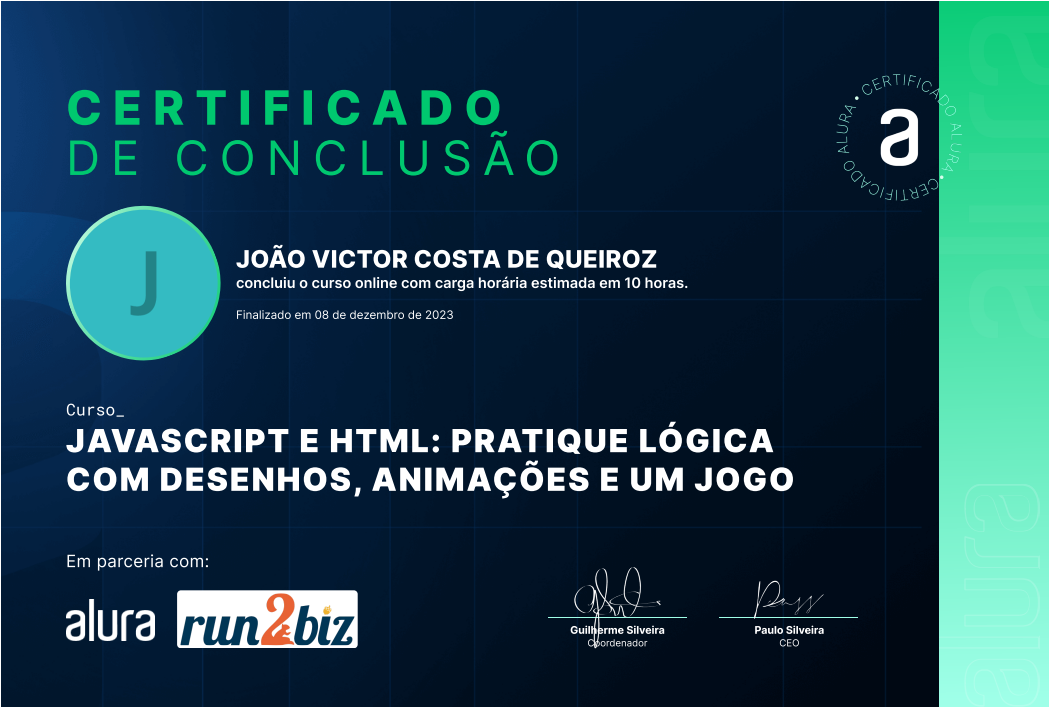 CERTIFICADO
DE CONCLUSÃO
CERTIFICADO ALURA • CERTIFICADO ALURA •
a
J
JOÃO VICTOR COSTA DE QUEIROZ
concluiu o curso online com carga horária estimada em 10 horas.
Finalizado em 08 de dezembro de 2023
Curso_
JAVASCRIPT E HTML: PRATIQUE LÓGICA
COM DESENHOS, ANIMAÇÕES E UM JOGO
Em parceria com:
alura
run2biz
Guilherme Silveira
Coordenador
Paulo Silveira
CEO
alura
alura